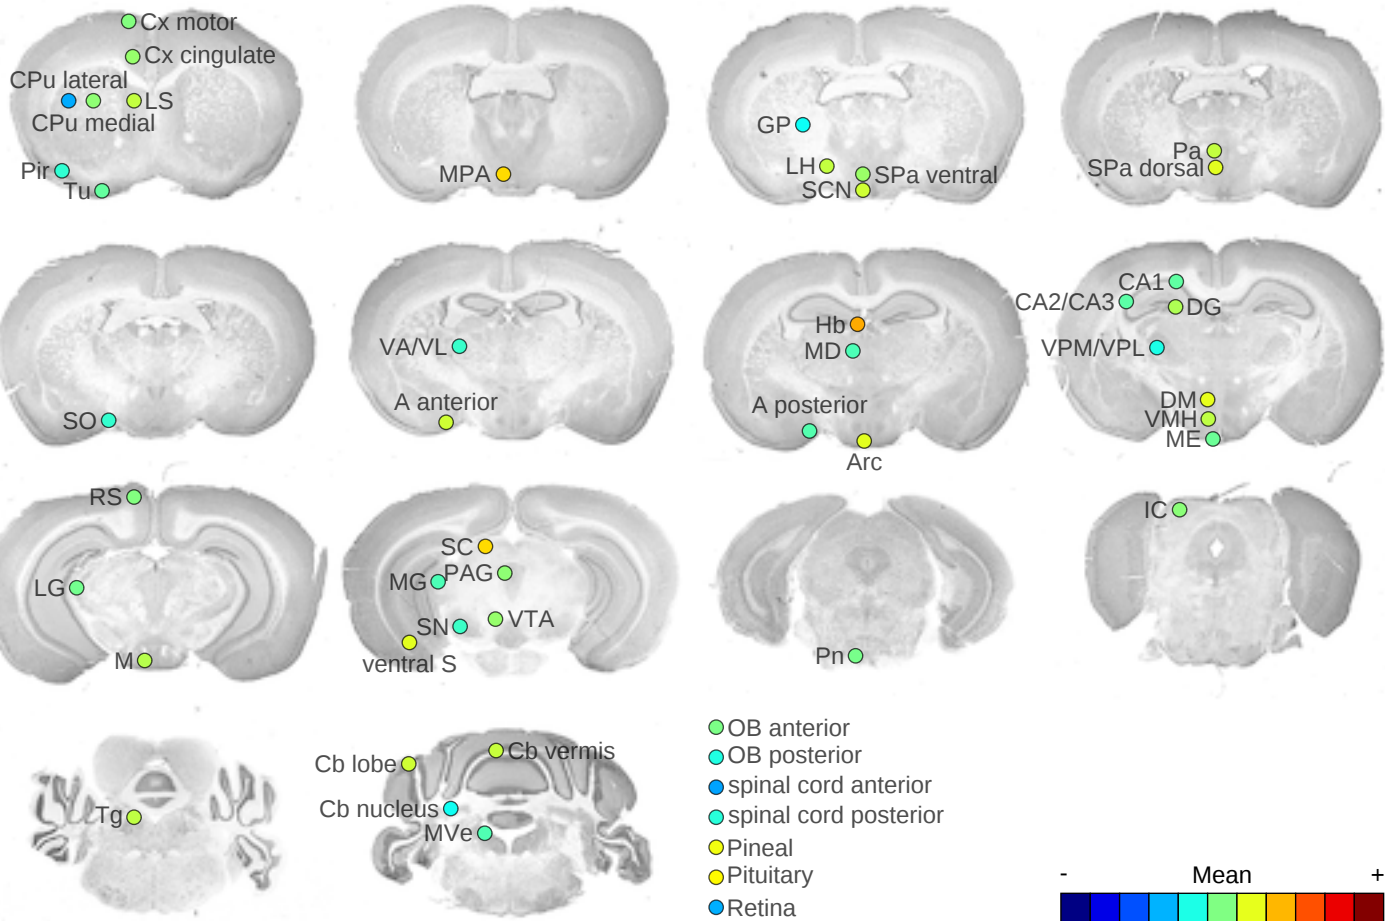 Cx motor
Cx cingulate
CPu lateral
LS
CPu medial
Pir
Tu
MPA
GP
LH
SPa ventral
SCN
Pa
SPa dorsal
SO
VA/VL
A anterior
Hb
MD
A posterior
Arc
CA1
CA2/CA3
DG
VPM/VPL
DM
VMH
ME
RS
LG
M
SC
PAG
MG
VTA
SN
ventral S
Pn
IC
Tg
Cb vermis
Cb lobe
Cb nucleus
MVe
OB anterior
OB posterior
spinal cord anterior
spinal cord posterior
Pineal
Pituitary
Retina
- Mean +